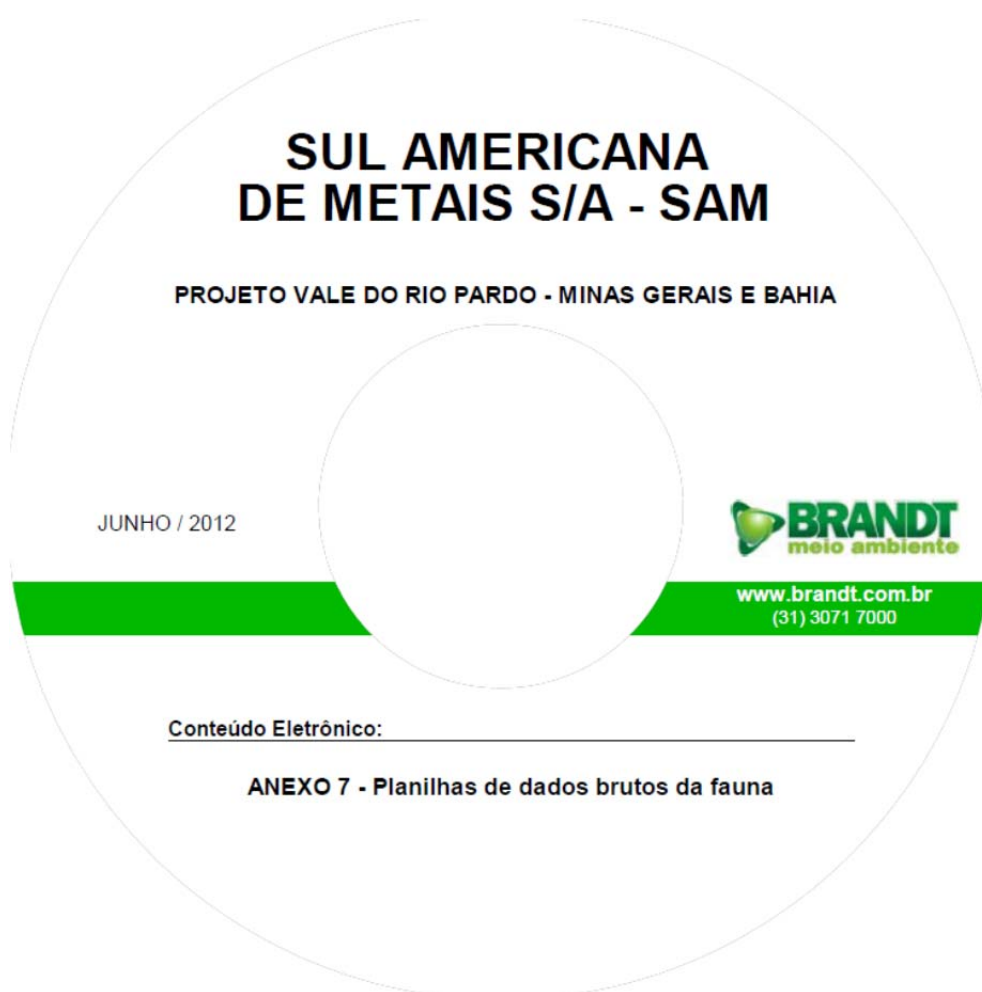 SUL AMERICANA
DE METAIS S/A - SAM
PROJETO VALE DO RIO PARDO - MINAS GERAIS E BAHIA
JUNHO / 2012
BRANDT
meio ambiente
www.brandt.com.br
(31) 3071 7000
Conteúdo Eletrônico:
ANEXO 7 - Planilhas de dados brutos da fauna